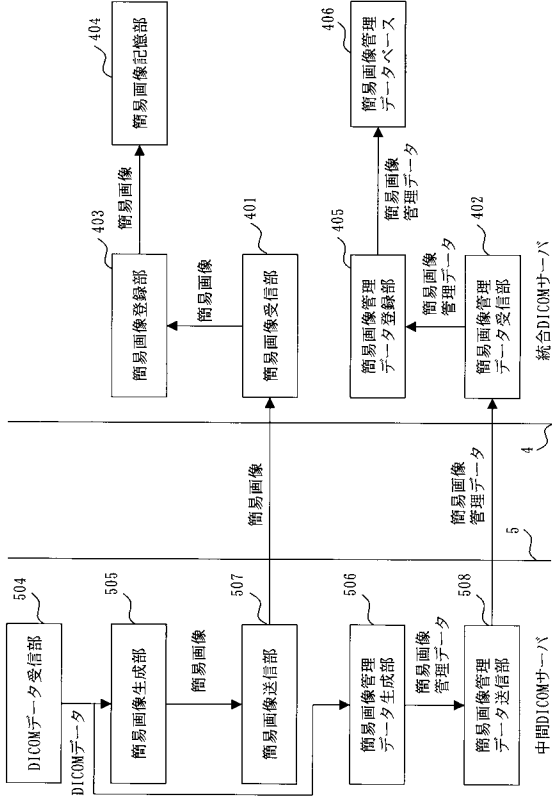 504
DICOMデータ受信部
DICOMデータ
505
簡易画像生成部
簡易画像
507
簡易画像送信部
506
簡易画像管理
データ生成部
簡易画像
管理データ
508
簡易画像管理
データ送信部
中間DICOMサーバ
5
簡易画像
簡易画像
管理データ
4
403
簡易画像登録部
簡易画像
404
簡易画像記憶部
簡易画像
401
簡易画像受信部
405
簡易画像管理
データ登録部
簡易画像
管理データ
406
簡易画像管理
データベース
簡易画像
管理データ
402
簡易画像管理
データ受信部
統合DICOMサーバ